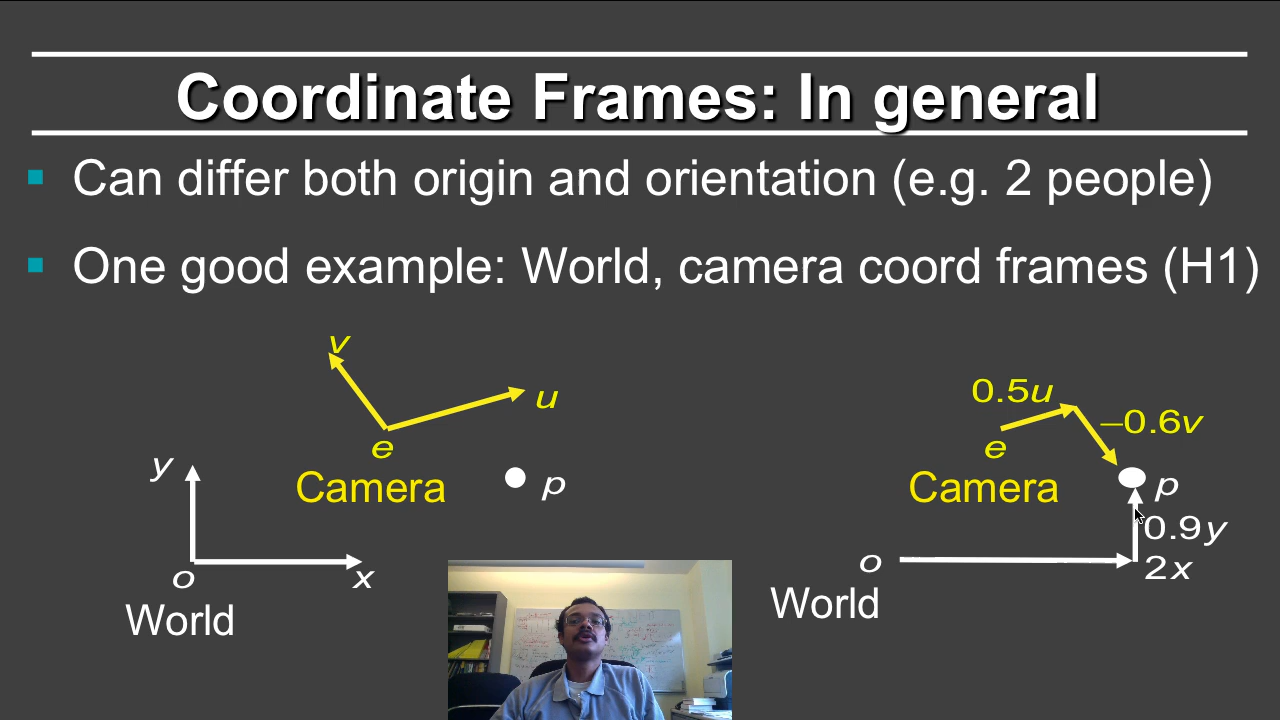 Coordinate Frames: In general
Can differ both origin and orientation (e.g. 2 people)
One good example: World, camera coord frames (H1)
v
u
e
Camera
y
p
o
x
World
0.5u
–0.6v
e
Camera
p
0.9y
o
2x
World